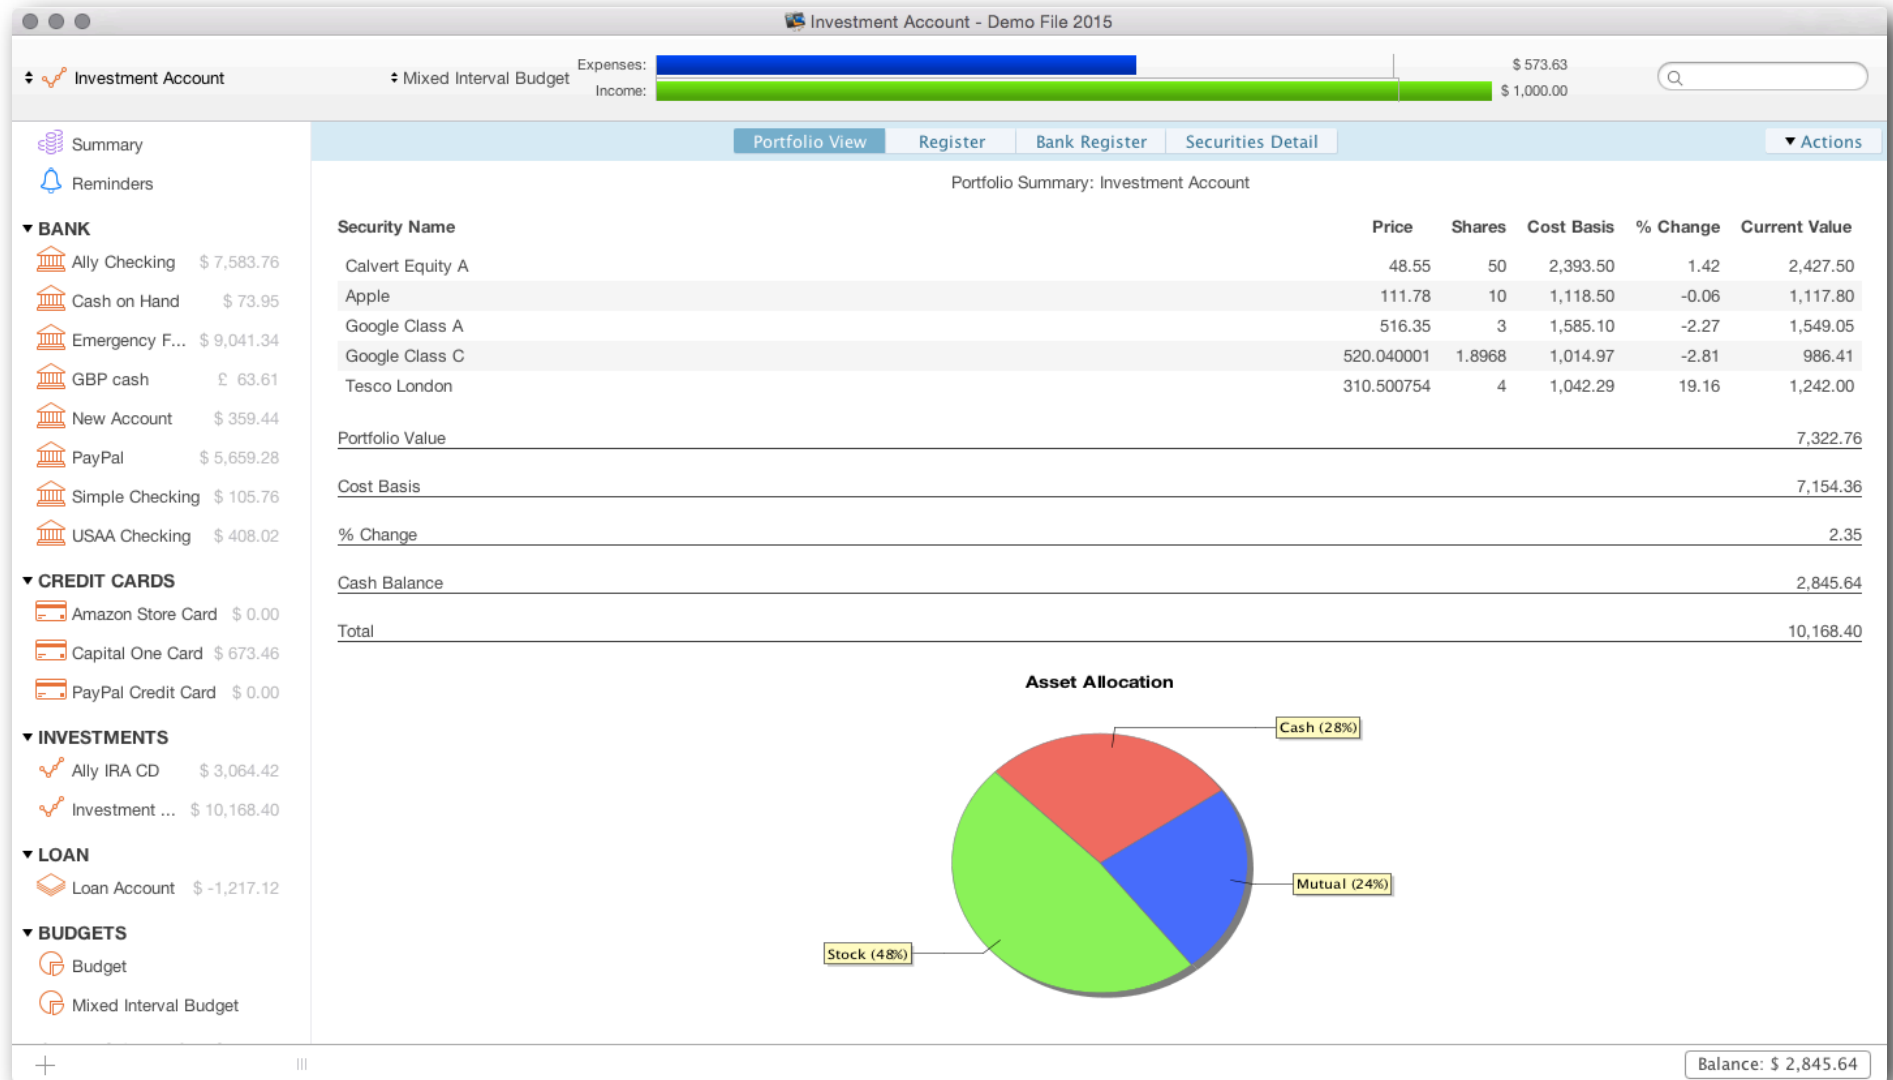 Investment Account - Demo File 2015
Investment Account
Mixed Interval Budget
Expenses: $ 573.63
Income: $ 1,000.00
Summary
Reminders
BANK
Ally Checking $ 7,583.76
Cash on Hand $ 73.95
Emergency F... $ 9,041.34
GBP cash £ 63.61
New Account $ 359.44
PayPal $ 5,659.28
Simple Checking $ 105.76
USAA Checking $ 408.02
CREDIT CARDS
Amazon Store Card $ 0.00
Capital One Card $ 673.46
PayPal Credit Card $ 0.00
INVESTMENTS
Ally IRA CD $ 3,064.42
Investment ... $ 10,168.40
LOAN
Loan Account $ -1,217.12
BUDGETS
Budget
Mixed Interval Budget
Portfolio View Register Bank Register Securities Detail Actions
Portfolio Summary: Investment Account
Security Name Price Shares Cost Basis % Change Current Value
Calvert Equity A 48.55 50 2,393.50 1.42 2,427.50
Apple 111.78 10 1,118.50 -0.06 1,117.80
Google Class A 516.35 3 1,585.10 -2.27 1,549.05
Google Class C 520.040001 1.8968 1,014.97 -2.81 986.41
Tesco London 310.500754 4 1,042.29 19.16 1,242.00
Portfolio Value 7,322.76
Cost Basis 7,154.36
% Change 2.35
Cash Balance 2,845.64
Total 10,168.40
Asset Allocation
Cash (28%)
Mutual (24%)
Stock (48%)
Balance: $ 2,845.64